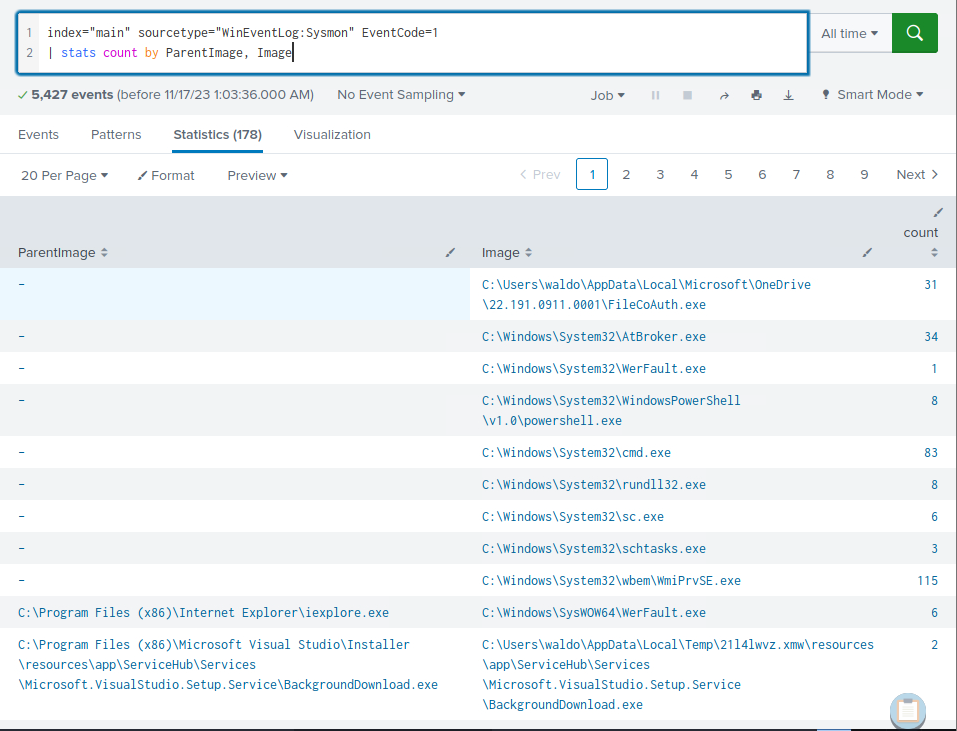 1 index="main" sourcetype="WinEventLog:Sysmon" EventCode=1
2 | stats count by ParentImage, Image
All time
5,427 events (before 11/17/23 1:03:36.000 AM) No Event Sampling Job Smart Mode
Events Patterns Statistics (178) Visualization
20 Per Page Format Preview < Prev 1 2 3 4 5 6 7 8 9 Next >
ParentImage Image count
- C:\Users\waldo\AppData\Local\Microsoft\OneDrive 31
\22.191.0911.0001\FileCoAuth.exe
- C:\Windows\System32\AtBroker.exe 34
- C:\Windows\System32\WerFault.exe 1
- C:\Windows\System32\WindowsPowerShell 8
\v1.0\powershell.exe
- C:\Windows\System32\cmd.exe 83
- C:\Windows\System32\rundll32.exe 8
- C:\Windows\System32\sc.exe 6
- C:\Windows\System32\schtasks.exe 3
- C:\Windows\System32\wbem\WmiPrvSE.exe 115
C:\Program Files (x86)\Internet Explorer\iexplore.exe C:\Windows\SysWOW64\WerFault.exe 6
C:\Program Files (x86)\Microsoft Visual Studio\Installer C:\Users\waldo\AppData\Local\Temp\21l4lwvz.xmw\resources 2
\resources\app\ServiceHub\Services \app\ServiceHub\Services
\Microsoft.VisualStudio.Setup.Service\BackgroundDownload.exe \Microsoft.VisualStudio.Setup.Service
\BackgroundDownload.exe